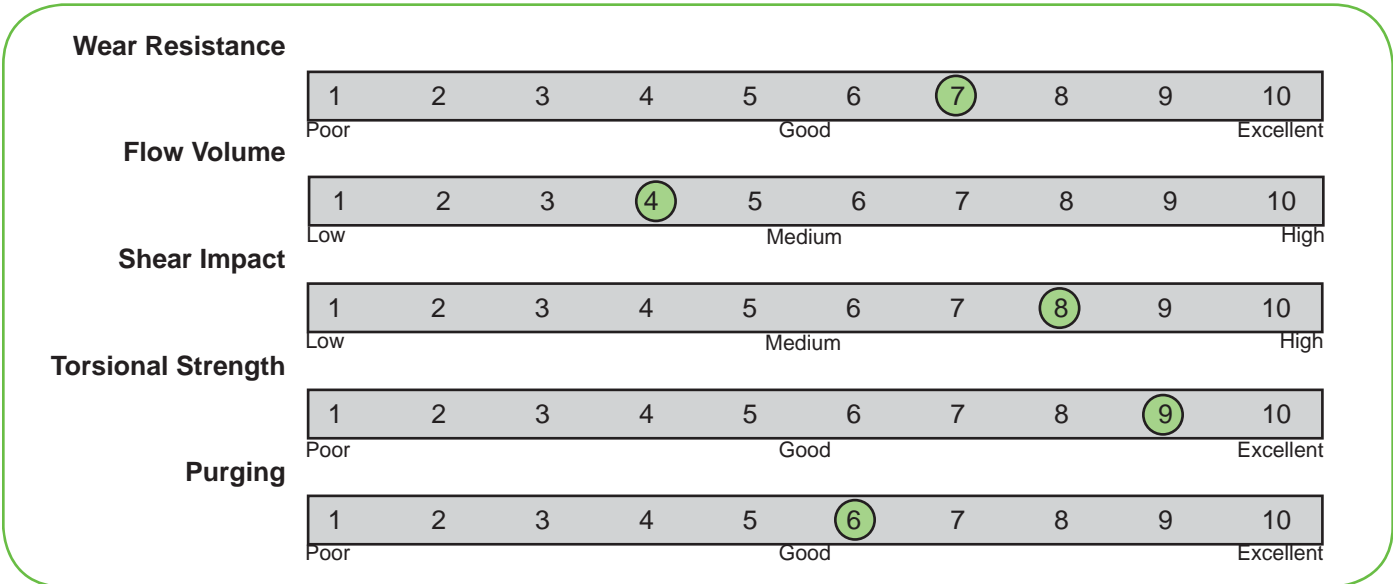 Wear Resistance
1 2 3 4 5 6 7 8 9 10
Poor Good Excellent
Flow Volume
1 2 3 4 5 6 7 8 9 10
Low Medium High
Shear Impact
1 2 3 4 5 6 7 8 9 10
Low Medium High
Torsional Strength
1 2 3 4 5 6 7 8 9 10
Poor Good Excellent
Purging
1 2 3 4 5 6 7 8 9 10
Poor Good Excellent